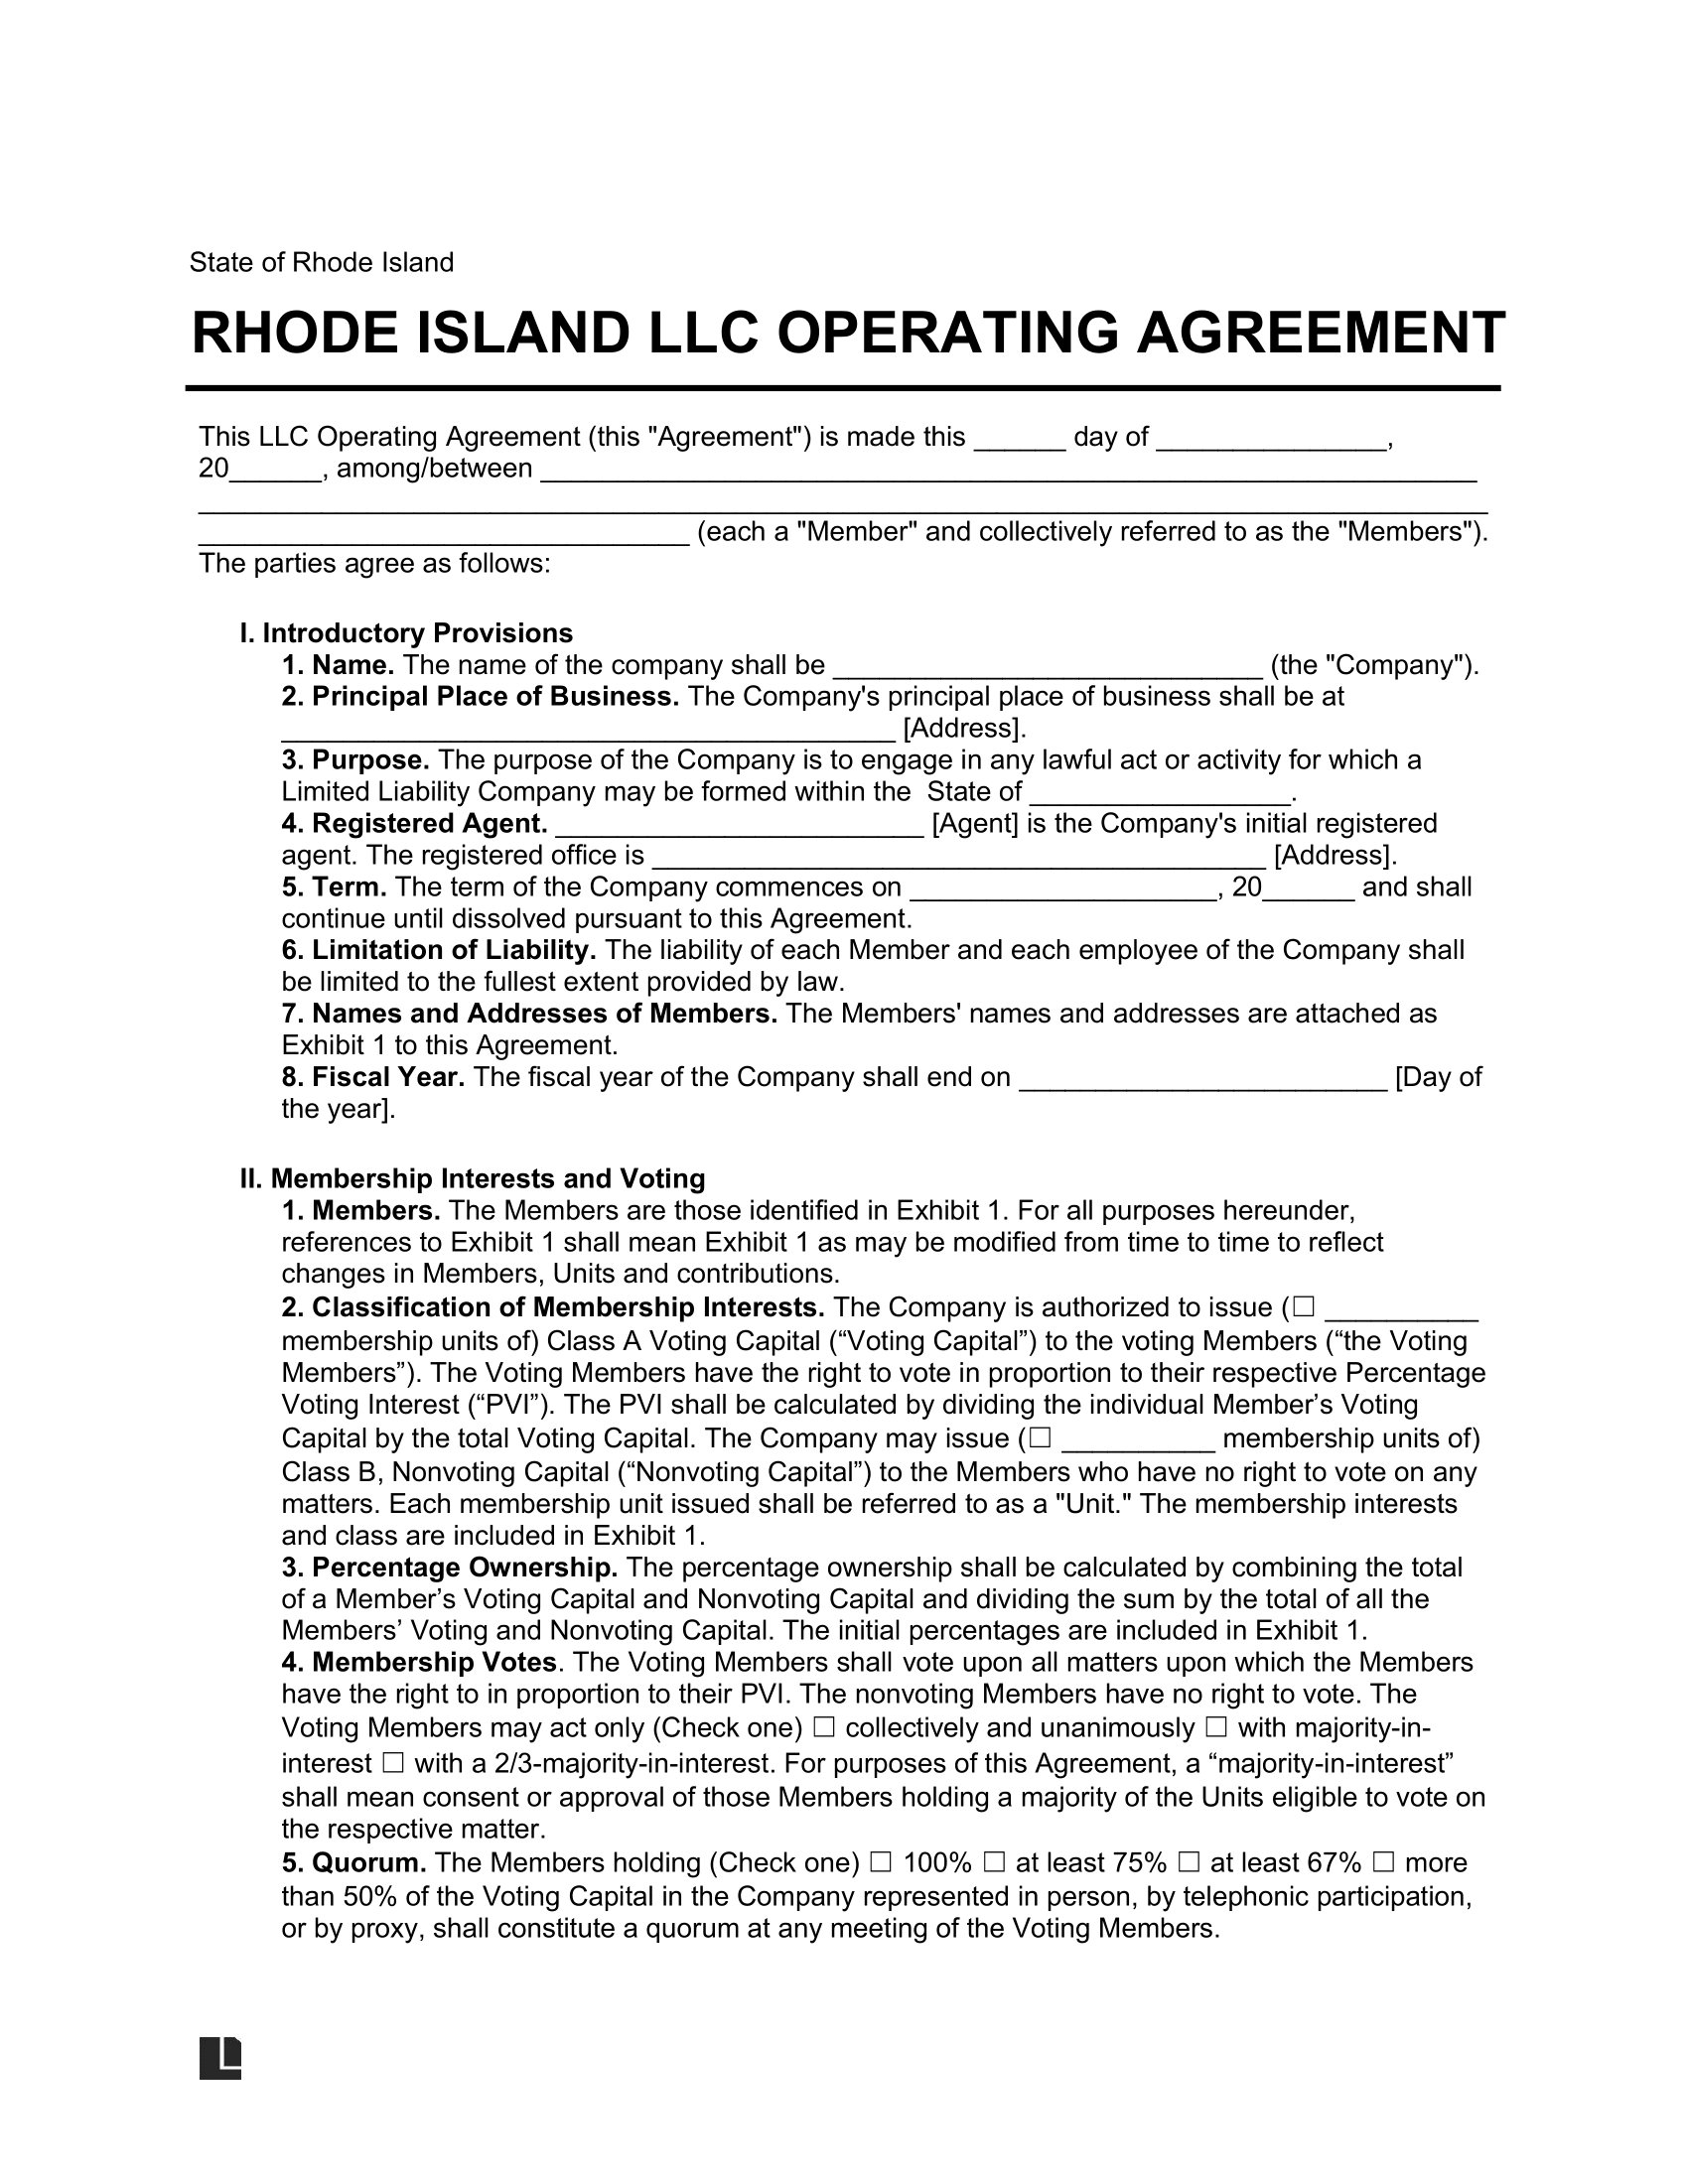 State of Rhode Island
RHODE ISLAND LLC OPERATING AGREEMENT
This LLC Operating Agreement (this "Agreement") is made this ______ day of _______________,
20______, among/between _____________________________________________________________
____________________________________________________________________________________
________________________________ (each a "Member" and collectively referred to as the "Members").
The parties agree as follows:
I. Introductory Provisions
1. Name. The name of the company shall be ____________________________ (the "Company").
2. Principal Place of Business. The Company's principal place of business shall be at
________________________________________ [Address].
3. Purpose. The purpose of the Company is to engage in any lawful act or activity for which a
Limited Liability Company may be formed within the  State of _________________.
4. Registered Agent. ________________________ [Agent] is the Company's initial registered
agent. The registered office is ________________________________________ [Address].
5. Term. The term of the Company commences on ____________________, 20______ and shall
continue until dissolved pursuant to this Agreement.
6. Limitation of Liability. The liability of each Member and each employee of the Company shall
be limited to the fullest extent provided by law.
7. Names and Addresses of Members. The Members' names and addresses are attached as
Exhibit 1 to this Agreement.
8. Fiscal Year. The fiscal year of the Company shall end on ________________________ [Day of
the year].
II. Membership Interests and Voting
1. Members. The Members are those identified in Exhibit 1. For all purposes hereunder,
references to Exhibit 1 shall mean Exhibit 1 as may be modified from time to time to reflect
changes in Members, Units and contributions.
2. Classification of Membership Interests. The Company is authorized to issue (☐ __________
membership units of) Class A Voting Capital (“Voting Capital”) to the voting Members (“the Voting
Members”). The Voting Members have the right to vote in proportion to their respective Percentage
Voting Interest (“PVI”). The PVI shall be calculated by dividing the individual Member’s Voting
Capital by the total Voting Capital. The Company may issue (☐ __________ membership units of)
Class B, Nonvoting Capital (“Nonvoting Capital”) to the Members who have no right to vote on any
matters. Each membership unit issued shall be referred to as a "Unit." The membership interests
and class are included in Exhibit 1.
3. Percentage Ownership. The percentage ownership shall be calculated by combining the total
of a Member’s Voting Capital and Nonvoting Capital and dividing the sum by the total of all the
Members’ Voting and Nonvoting Capital. The initial percentages are included in Exhibit 1.
4. Membership Votes. The Voting Members shall vote upon all matters upon which the Members
have the right to in proportion to their PVI. The nonvoting Members have no right to vote. The
Voting Members may act only (Check one) ☐ collectively and unanimously ☐ with majority-in-
interest ☐ with a 2/3-majority-in-interest. For purposes of this Agreement, a “majority-in-interest”
shall mean consent or approval of those Members holding a majority of the Units eligible to vote on
the respective matter.
5. Quorum. The Members holding (Check one) ☐ 100% ☐ at least 75% ☐ at least 67% ☐ more
than 50% of the Voting Capital in the Company represented in person, by telephonic participation,
or by proxy, shall constitute a quorum at any meeting of the Voting Members.